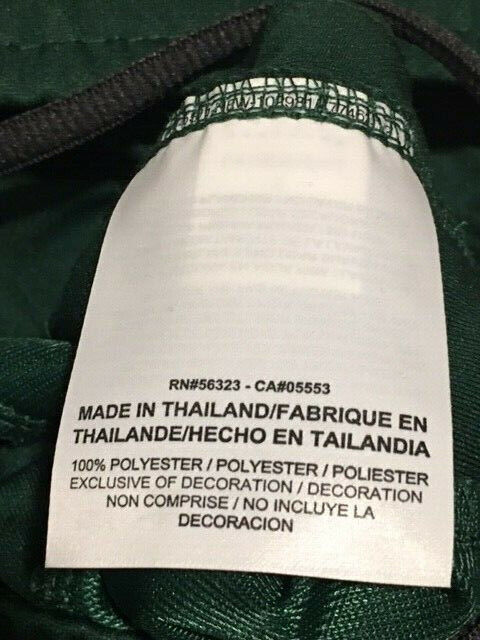 RN#56323 - CA#05553
MADE IN THAILAND/FABRIQUE EN
THAILANDE/HECHO EN TAILANDIA
100% POLYESTER / POLYESTER / POLIESTER
EXCLUSIVE OF DECORATION / DECORATION
NON COMPRISE / NO INCLUYE LA
DECORACION